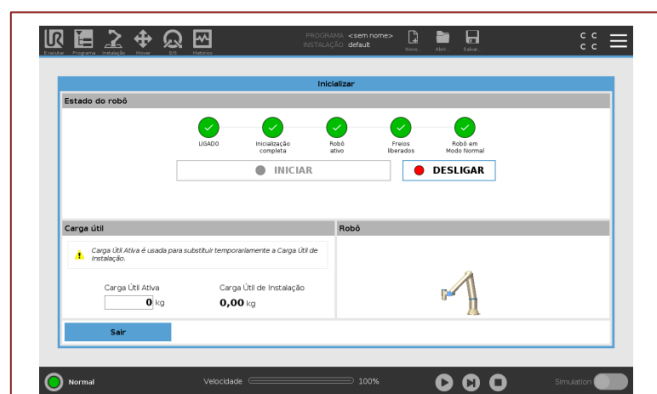 PROGRAMA <sem nome>
INSTALAÇÃO default
Executar Programa Instalação Mover E/S Histórico
Novo... Abrir... Salvar...
C C
C C
Inicializar
Estado do robô
LIGADO
Inicialização
completa
Robô
ativo
Freios
liberados
Robô em
Modo Normal
INICIAR
DESLIGAR
Carga útil
Robô
Carga Útil Ativa é usada para substituir temporariamente a Carga Útil de
Instalação.
Carga Útil Ativa
Carga Útil de Instalação
0 kg
0,00 kg
Sair
Normal
Velocidade
100%
Simulation